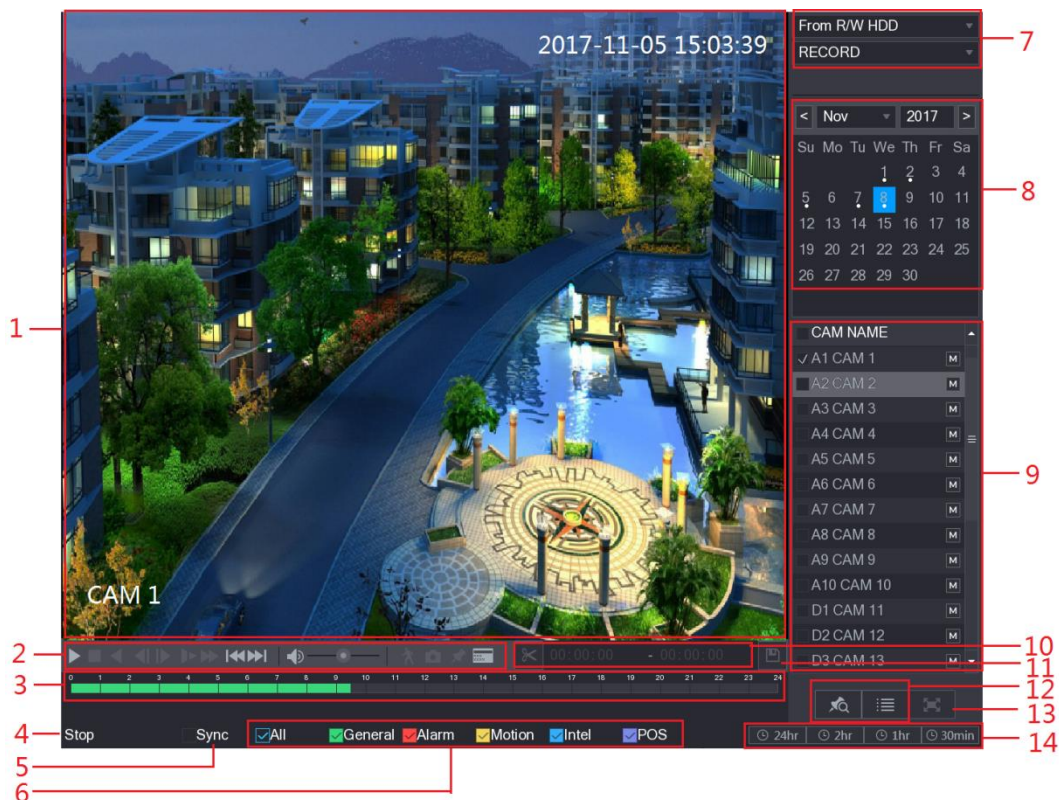 2017-11-05 15:03:39
CAM 1
From R/W HDD
RECORD
7
< Nov 2017 >
Su Mo Tu We Th Fr Sa
1 2 3 4
5 6 7 8 9 10 11
12 13 14 15 16 17 18
19 20 21 22 23 24 25
26 27 28 29 30
8
1
CAM NAME
A1 CAM 1 M
A2 CAM 2 M
A3 CAM 3 M
A4 CAM 4 M
A5 CAM 5 M
A6 CAM 6 M
A7 CAM 7 M
A8 CAM 8 M
A9 CAM 9 M
A10 CAM 10 M
D1 CAM 11 M
D2 CAM 12 M
D3 CAM 13 M
9
2
00:00:00 - 00:00:00
10
11
3
0 1 2 3 4 5 6 7 8 9 10 11 12 13 14 15 16 17 18 19 20 21 22 23 24
12
13
4
Stop
Sync
All
General
Alarm
Motion
Intel
POS
24hr
2hr
1hr
30min
14
5
6